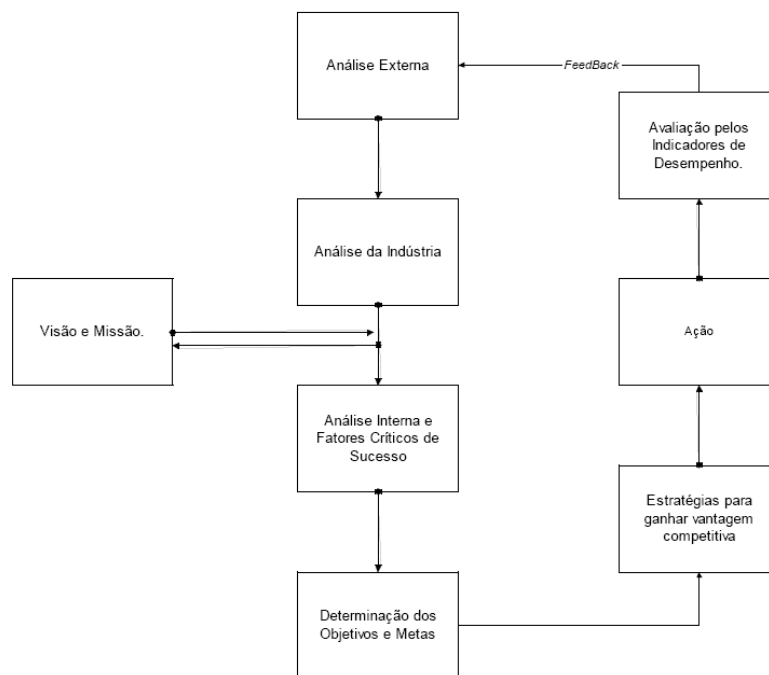 Análise Externa
FeedBack
Avaliação pelos
Indicadores de
Desempenho.
Análise da Indústria
Visão e Missão.
Ação
Análise Interna e
Fatores Críticos de
Sucesso
Estratégias para
ganhar vantagem
competitiva
Determinação dos
Objetivos e Metas